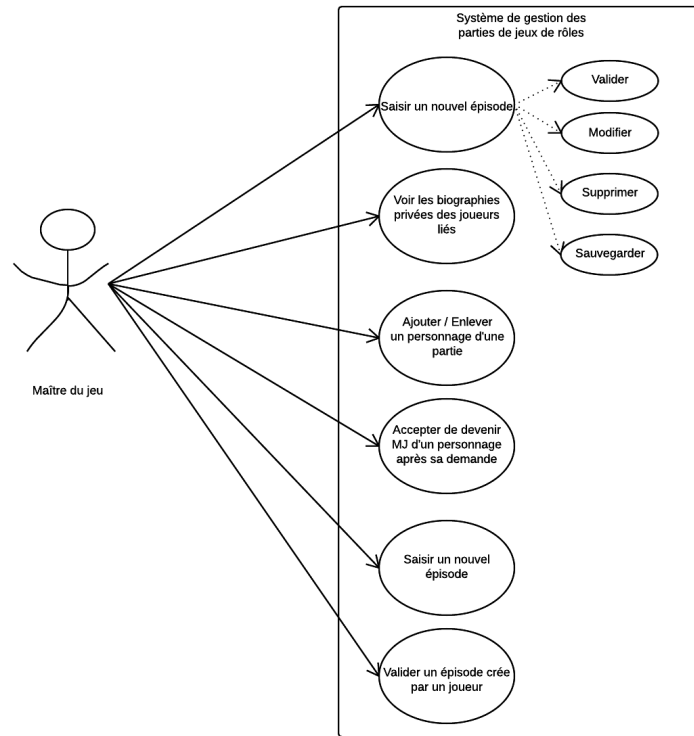 Système de gestion des
parties de jeux de rôles
Saisir un nouvel épisode
Valider
Modifier
Supprimer
Sauvegarder
Voir les biographies
privées des joueurs
liés
Ajouter / Enlever
un personnage d'une
partie
Maître du jeu
Accepter de devenir
MJ d'un personnage
après sa demande
Saisir un nouvel
épisode
Valider un épisode crée
par un joueur